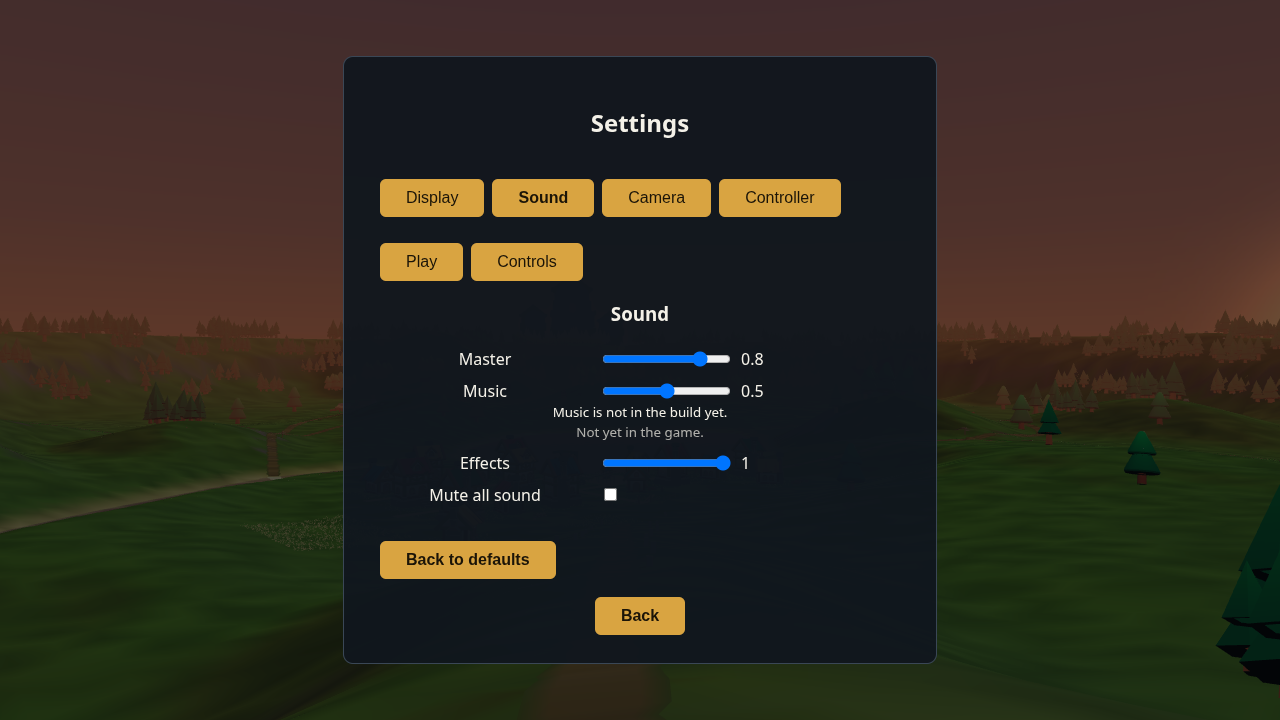 Settings
Display Sound Camera Controller
Play Controls
Sound
Master 0.8
Music 0.5
Music is not in the build yet.
Not yet in the game.
Effects 1
Mute all sound
Back to defaults
Back